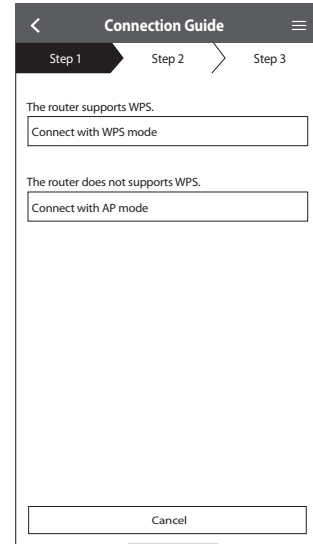 Connection Guide
Step 1
Step 2
Step 3
The router supports WPS.
Connect with WPS mode
The router does not supports WPS.
Connect with AP mode
Cancel